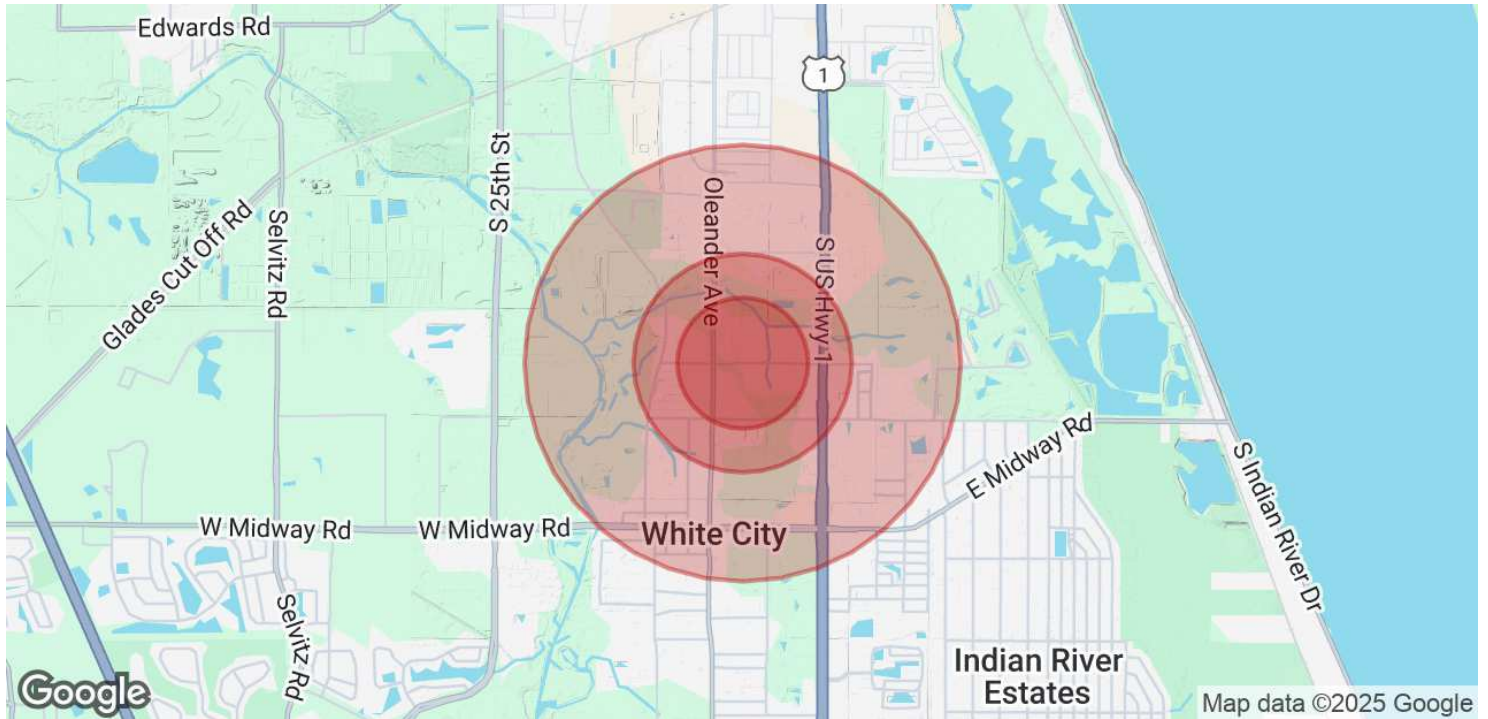 Edwards Rd
1
S 25th St
Oleander Ave
Selvitz Rd
Glades Cut Off Rd
S US Hwy 1
E Midway Rd
S Indian River Dr
W Midway Rd
W Midway Rd
White City
Selvitz Rd
Indian River
Estates
Google
Map data ©2025 Google